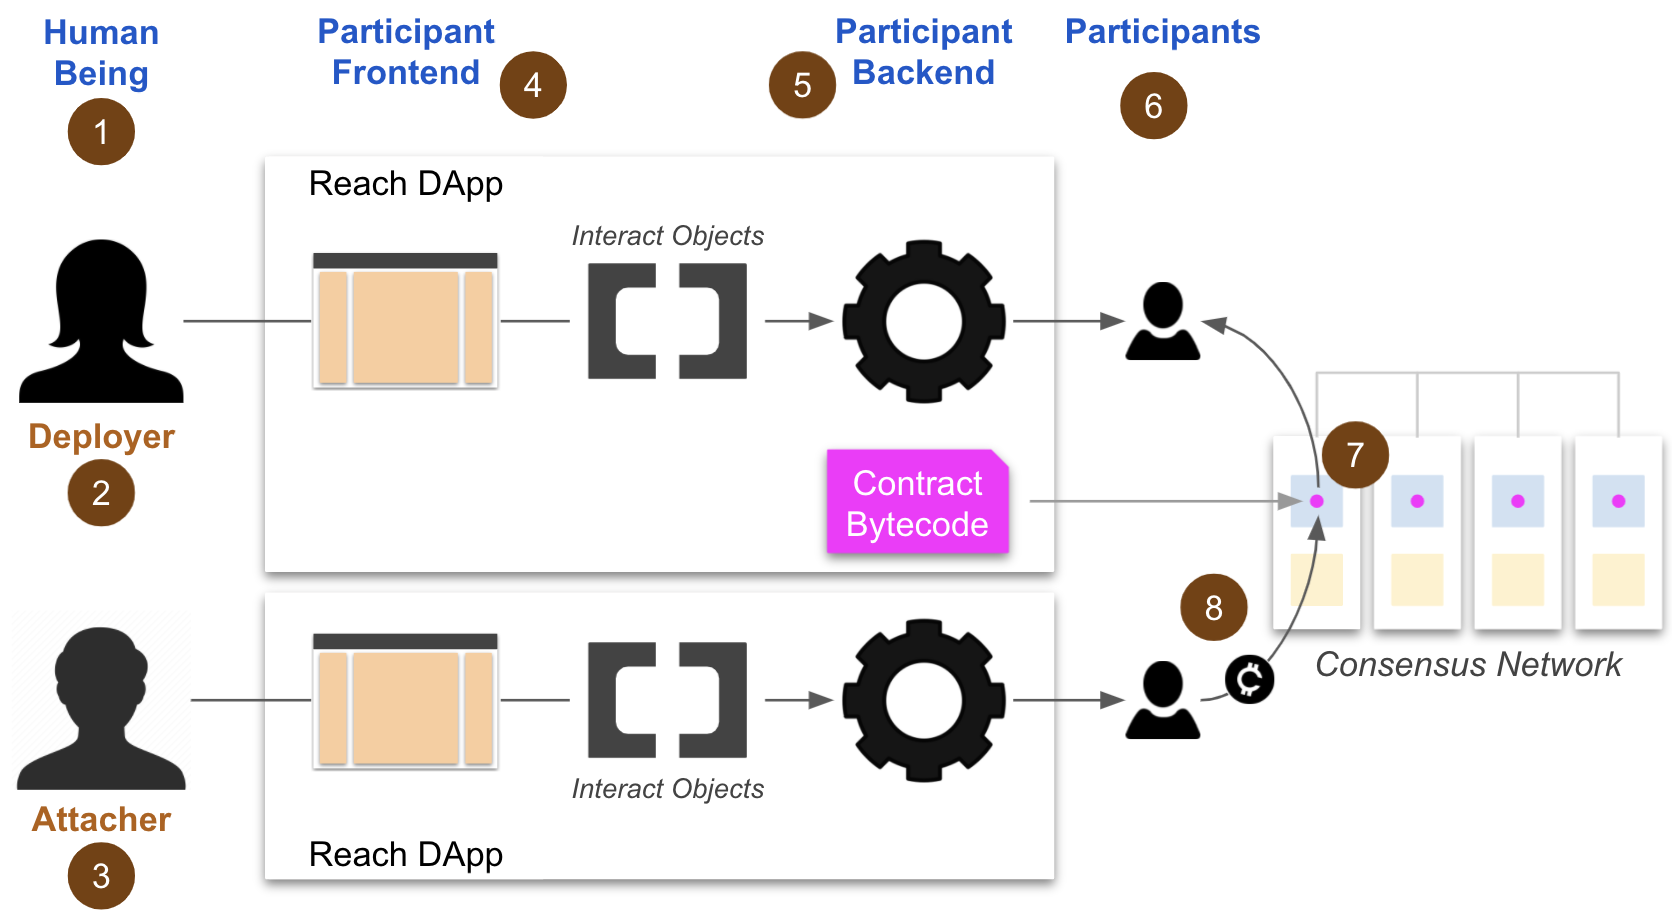 Human
Being
1
Participant
Frontend
4
5
Participant
Backend
Participants
6
Reach DApp
Interact Objects
Deployer
2
Contract
Bytecode
7
8
Consensus Network
Attacher
3
Interact Objects
Reach DApp